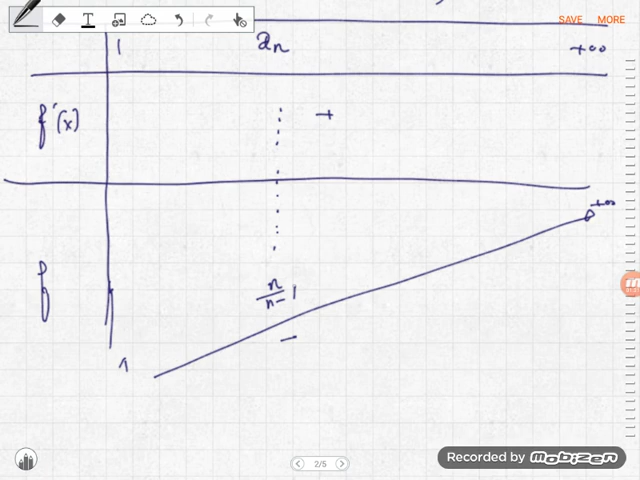 SAVE MORE
1 αn +∞
f'(x) +
+∞
f n/n-1
1
2/5
Recorded by Mobizen